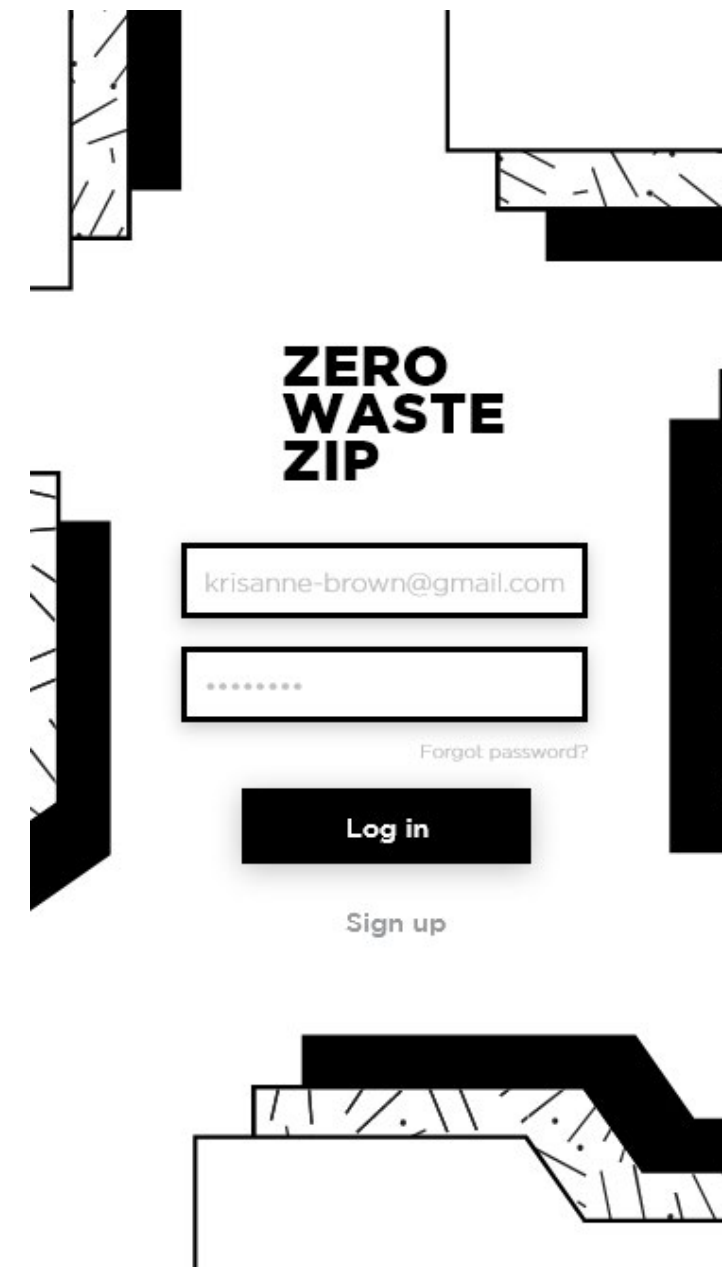 ZERO
WASTE
ZIP
krisanne-brown@gmail.com
••••••••
Forgot password?
Log in
Sign up